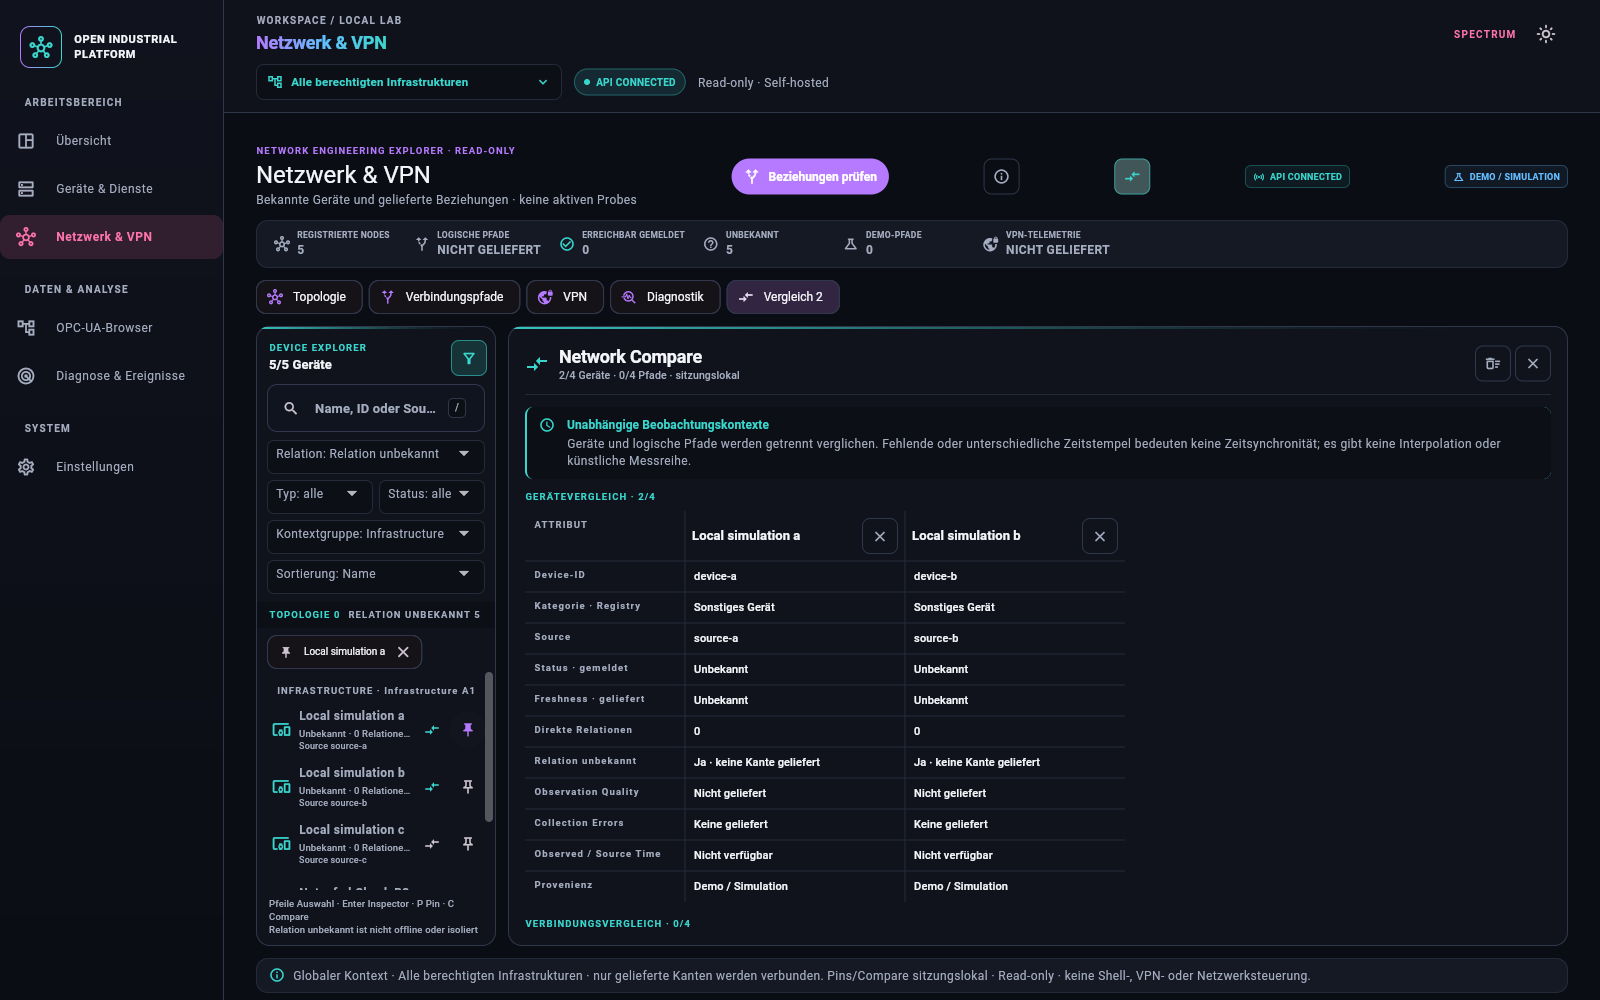 OPEN INDUSTRIAL
PLATFORM
ARBEITSBEREICH
Übersicht
Geräte & Dienste
Netzwerk & VPN
DATEN & ANALYSE
OPC-UA-Browser
Diagnose & Ereignisse
SYSTEM
Einstellungen
WORKSPACE / LOCAL LAB
Netzwerk & VPN
SPECTRUM
Alle berechtigten Infrastrukturen
API CONNECTED
Read-only · Self-hosted
NETWORK ENGINEERING EXPLORER · READ-ONLY
Netzwerk & VPN
Bekannte Geräte und gelieferte Beziehungen · keine aktiven Probes
Beziehungen prüfen
API CONNECTED
DEMO / SIMULATION
REGISTRIERTE NODES
5
LOGISCHE PFADE
NICHT GELIEFERT
ERREICHBAR GEMELDET
0
UNBEKANNT
5
DEMO-PFADE
0
VPN-TELEMETRIE
NICHT GELIEFERT
Topologie
Verbindungspfade
VPN
Diagnostik
Vergleich 2
DEVICE EXPLORER
5/5 Geräte
Name, ID oder Sou...
/
Relation: Relation unbekannt
Typ: alle
Status: alle
Kontextgruppe: Infrastructure
Sortierung: Name
TOPOLOGIE 0 RELATION UNBEKANNT 5
Local simulation a
INFRASTRUCTURE · Infrastructure A1
Local simulation a
Unbekannt · 0 Relatione...
Source source-a
Local simulation b
Unbekannt · 0 Relatione...
Source source-b
Local simulation c
Unbekannt · 0 Relatione...
Source source-c
Pfeile Auswahl · Enter Inspector · P Pin · C
Compare
Relation unbekannt ist nicht offline oder isoliert
Network Compare
2/4 Geräte · 0/4 Pfade · sitzungslokal
Unabhängige Beobachtungskontexte
Geräte und logische Pfade werden getrennt verglichen. Fehlende oder unterschiedliche Zeitstempel bedeuten keine Zeitsynchronität; es gibt keine Interpolation oder
künstliche Messreihe.
GERÄTEVERGLEICH · 2/4
ATTRIBUT Local simulation a Local simulation b
Device-ID device-a device-b
Kategorie · Registry Sonstiges Gerät Sonstiges Gerät
Source source-a source-b
Status · gemeldet Unbekannt Unbekannt
Freshness · geliefert Unbekannt Unbekannt
Direkte Relationen 0 0
Relation unbekannt Ja · keine Kante geliefert Ja · keine Kante geliefert
Observation Quality Nicht geliefert Nicht geliefert
Collection Errors Keine geliefert Keine geliefert
Observed / Source Time Nicht verfügbar Nicht verfügbar
Provenienz Demo / Simulation Demo / Simulation
VERBINDUNGSVERGLEICH · 0/4
Globaler Kontext · Alle berechtigten Infrastrukturen · nur gelieferte Kanten werden verbunden. Pins/Compare sitzungslokal · Read-only · keine Shell-, VPN- oder Netzwerksteuerung.